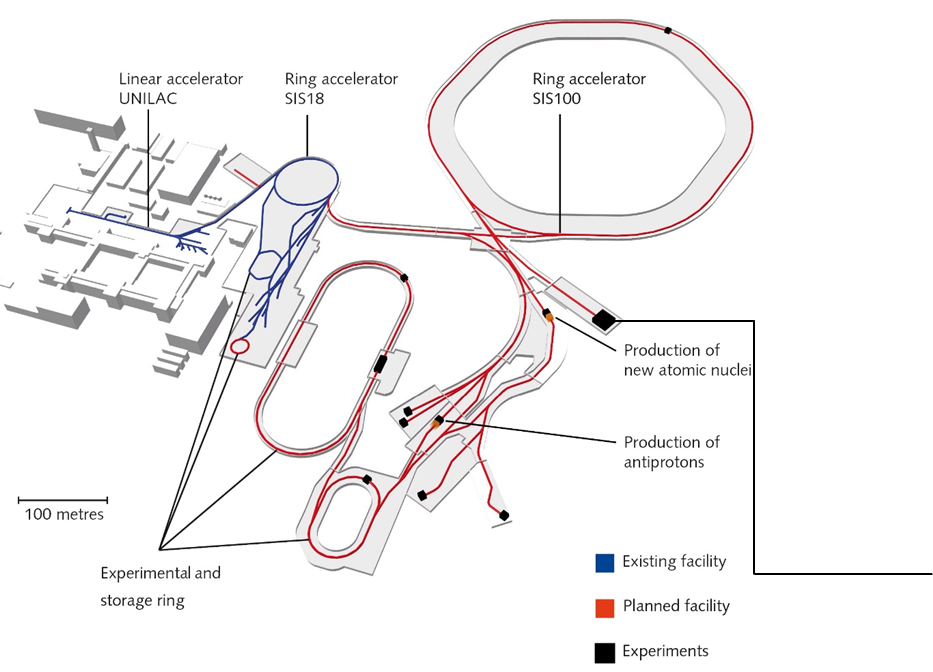 Linear accelerator
UNILAC
Ring accelerator
SIS18
Ring accelerator
SIS100
Production of
new atomic nuclei
Production of
antiprotons
100 metres
Experimental and
storage ring
Existing facility
Planned facility
Experiments